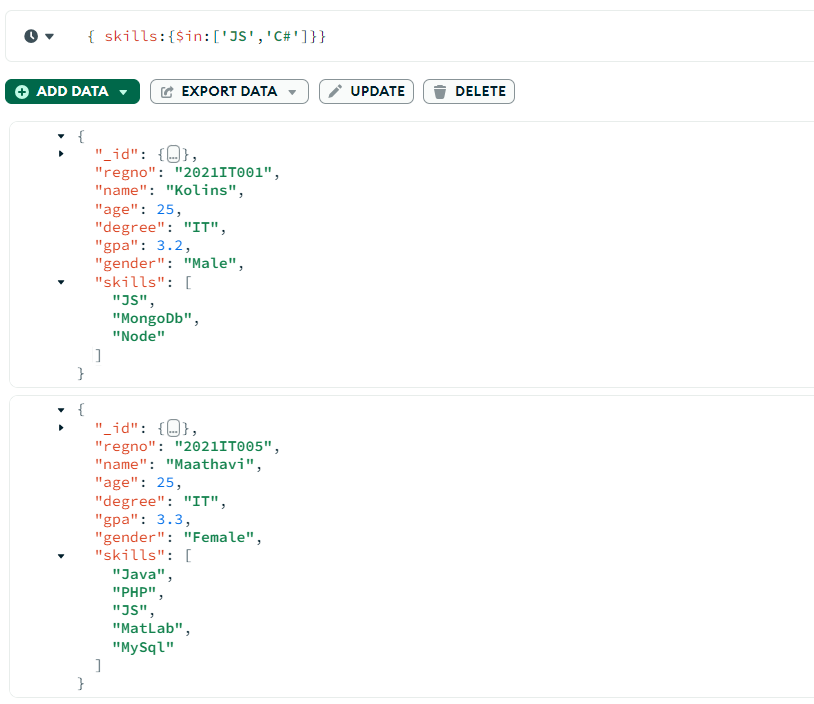 { skills:{$in:['JS','C#']}}
ADD DATA EXPORT DATA UPDATE DELETE
{
"_id": {…},
"regno": "2021IT001",
"name": "Kolins",
"age": 25,
"degree": "IT",
"gpa": 3.2,
"gender": "Male",
"skills": [
"JS",
"MongoDb",
"Node"
]
}
{
"_id": {…},
"regno": "2021IT005",
"name": "Maathavi",
"age": 25,
"degree": "IT",
"gpa": 3.3,
"gender": "Female",
"skills": [
"Java",
"PHP",
"JS",
"MatLab",
"MySql"
]
}